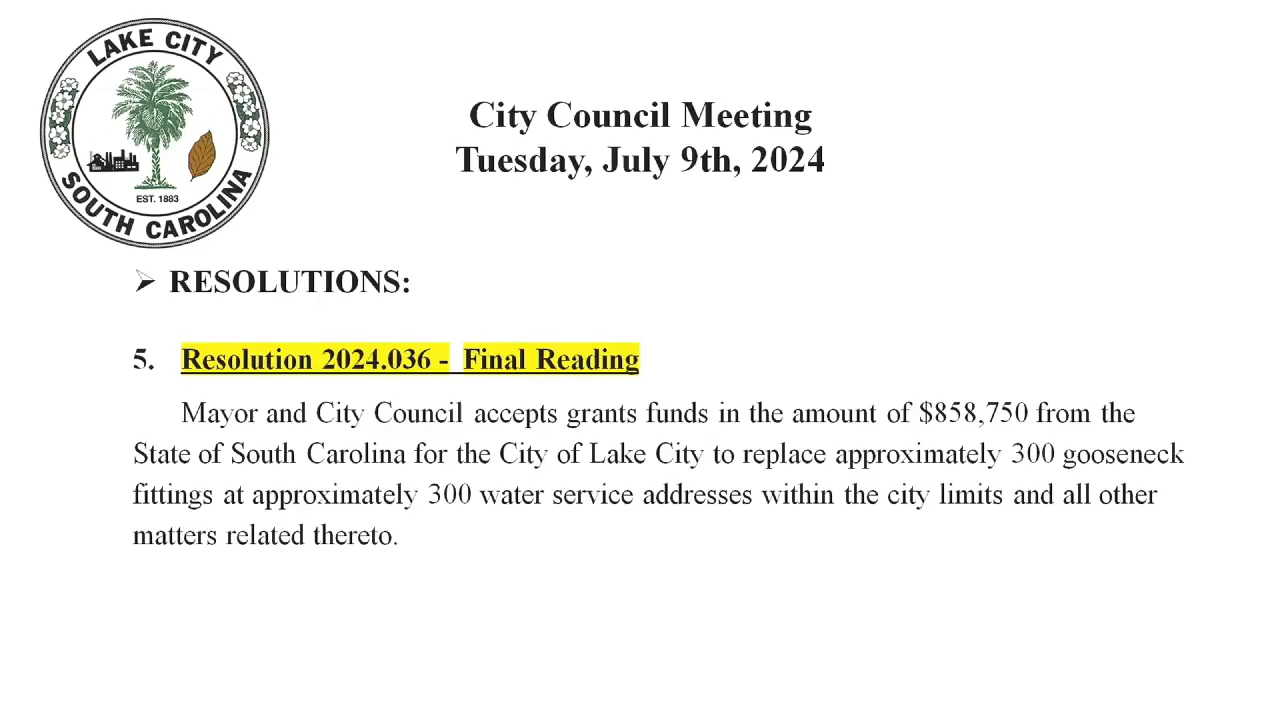 LAKE CITY
EST. 1883
SOUTH CAROLINA
City Council Meeting
Tuesday, July 9th, 2024
➢ RESOLUTIONS:
5. Resolution 2024.036 - Final Reading
Mayor and City Council accepts grants funds in the amount of $858,750 from the
State of South Carolina for the City of Lake City to replace approximately 300 gooseneck
fittings at approximately 300 water service addresses within the city limits and all other
matters related thereto.